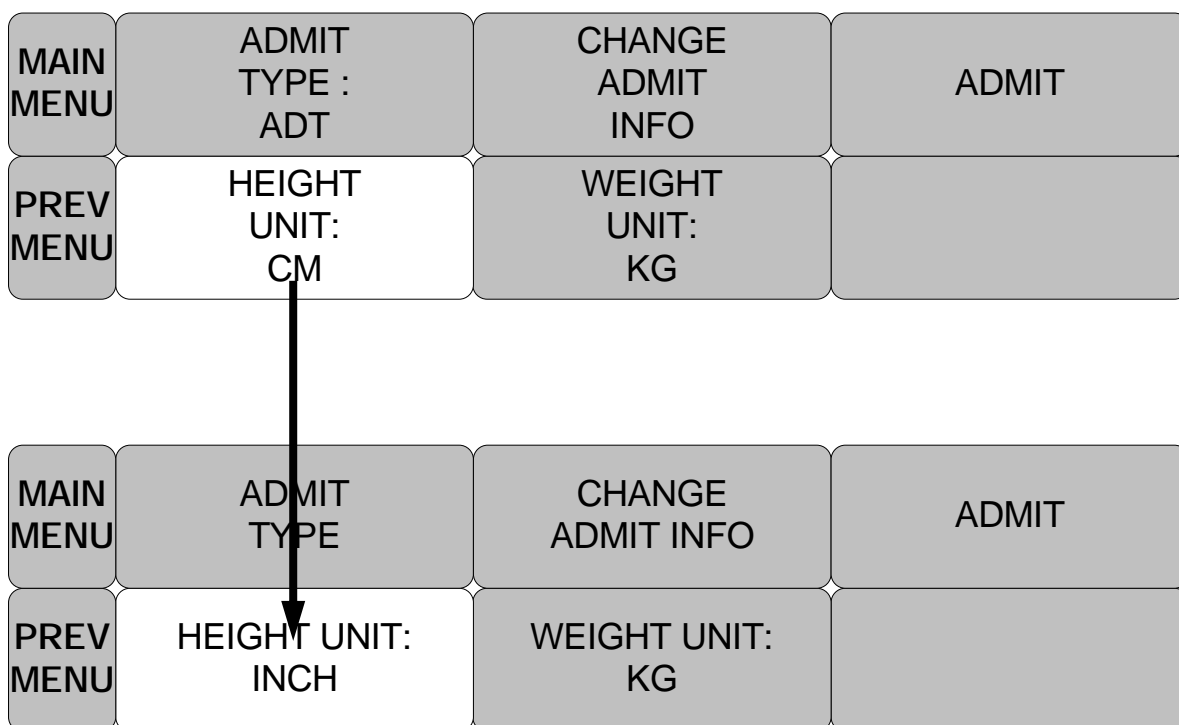 MAIN
MENU
ADMIT
TYPE :
ADT
CHANGE
ADMIT
INFO
ADMIT
PREV
MENU
HEIGHT
UNIT:
CM
WEIGHT
UNIT:
KG
MAIN
MENU
ADMIT
TYPE
CHANGE
ADMIT INFO
ADMIT
PREV
MENU
HEIGHT UNIT:
INCH
WEIGHT UNIT:
KG